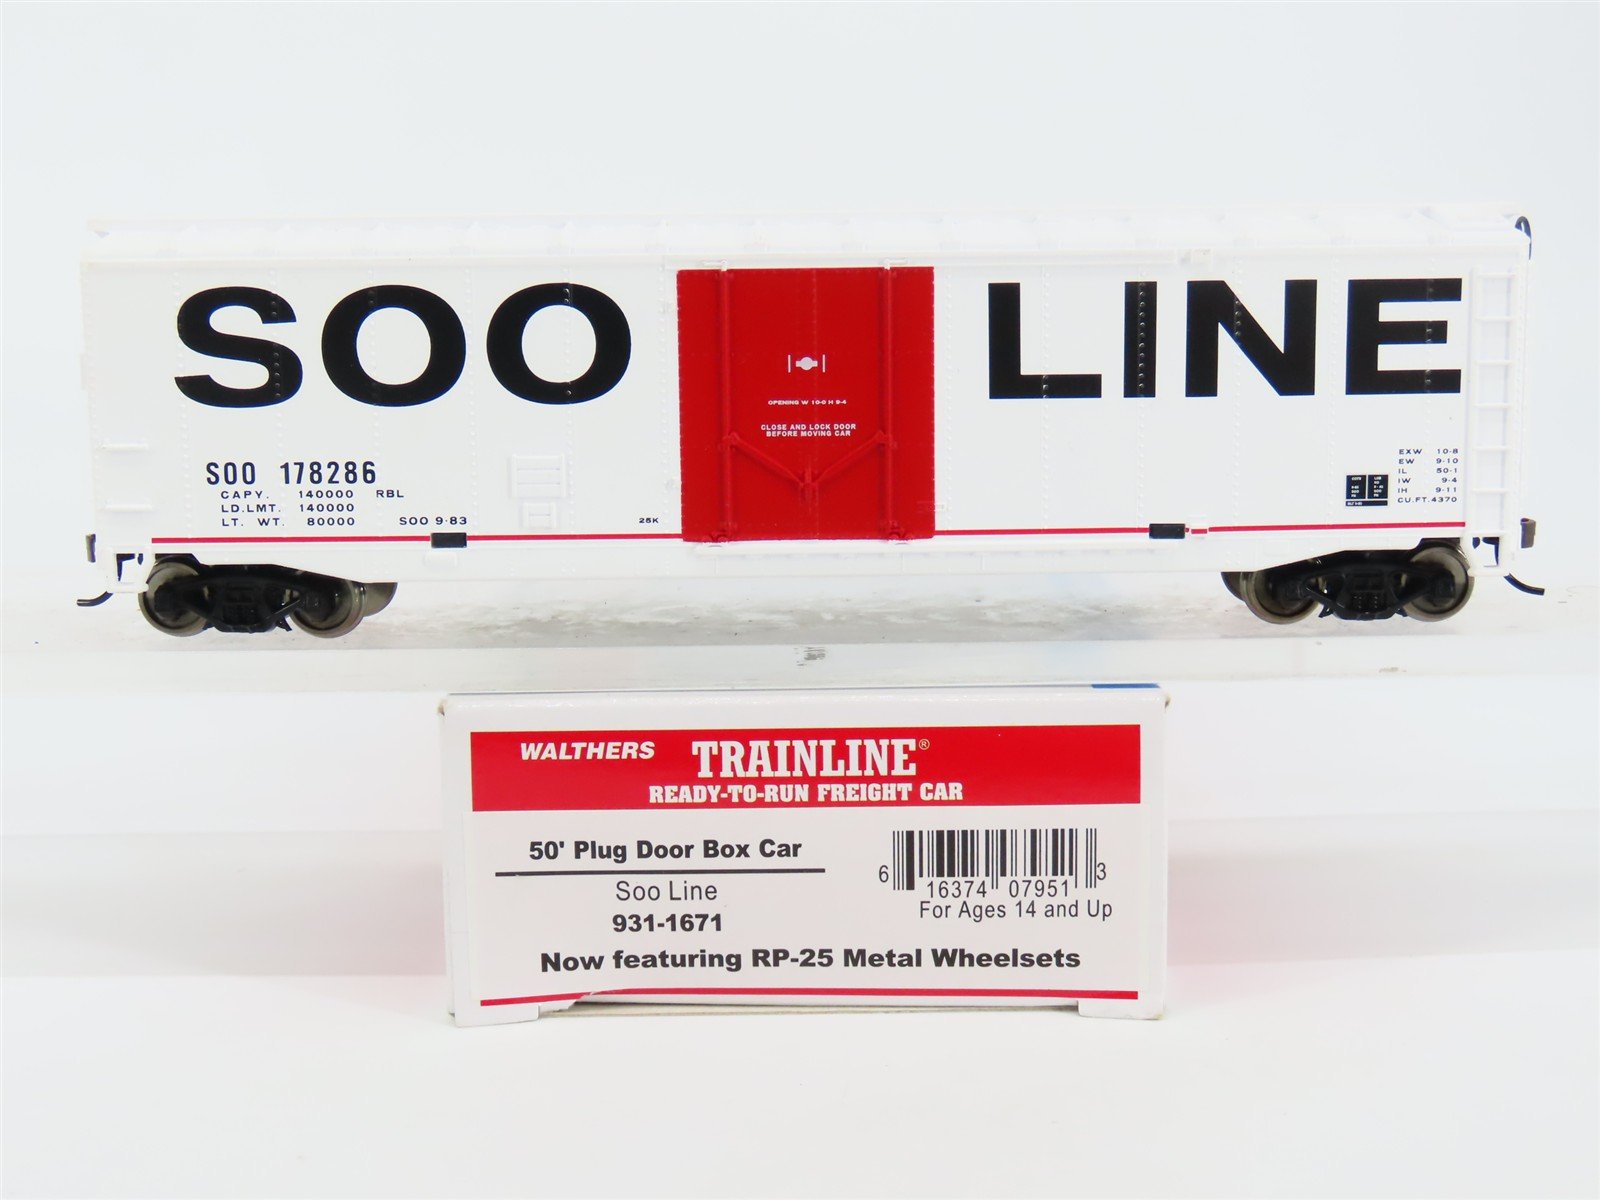 SOO LINE
OPENING W 10-0 H 9-4
CLOSE AND LOCK DOOR
BEFORE MOVING CAR
SOO 178286
CAPY. 140000 RBL
LD.LMT. 140000
LT. WT. 80000 SOO 9-83
25K
EXW 10-8
EW 9-10
IL 50-1
IW 9-4
IH 9-11
CU.FT.4370
WALTHERS TRAINLINE®
READY-TO-RUN FREIGHT CAR
50' Plug Door Box Car
Soo Line
931-1671
6 16374 07951 3
For Ages 14 and Up
Now featuring RP-25 Metal Wheelsets